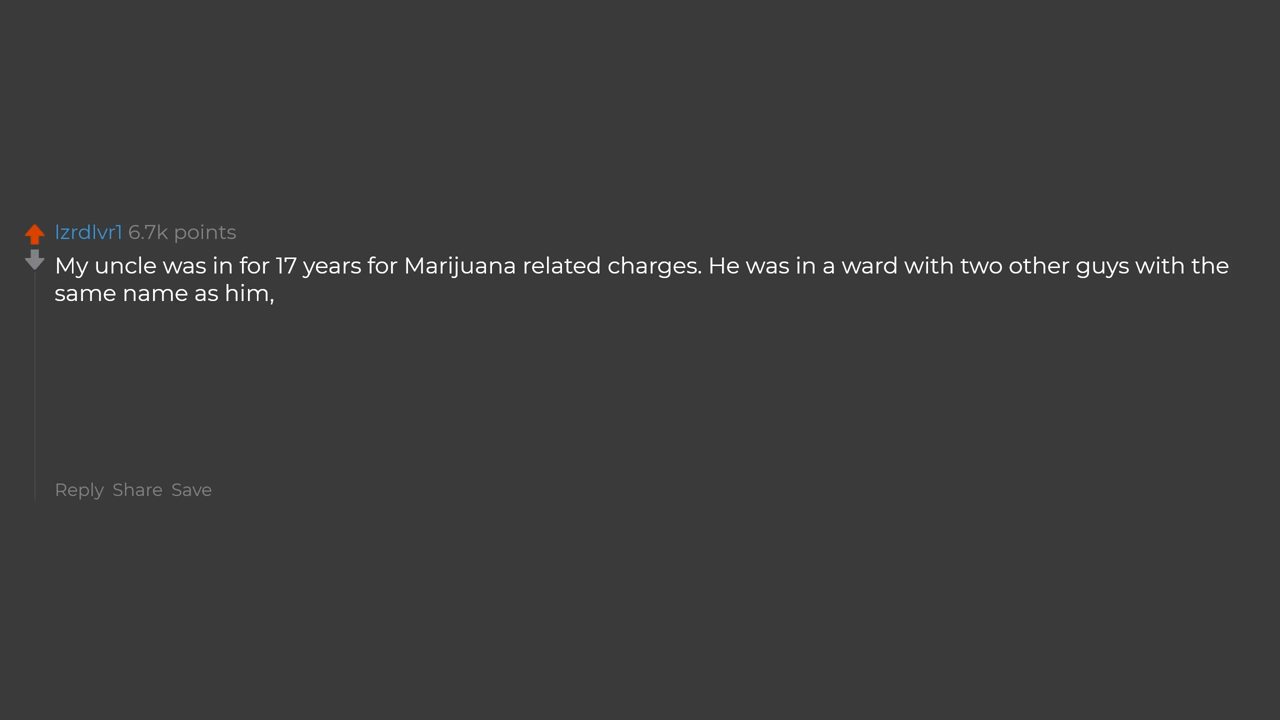 lzrdlvr1 6.7k points
My uncle was in for 17 years for Marijuana related charges. He was in a ward with two other guys with the
same name as him,
Reply Share Save